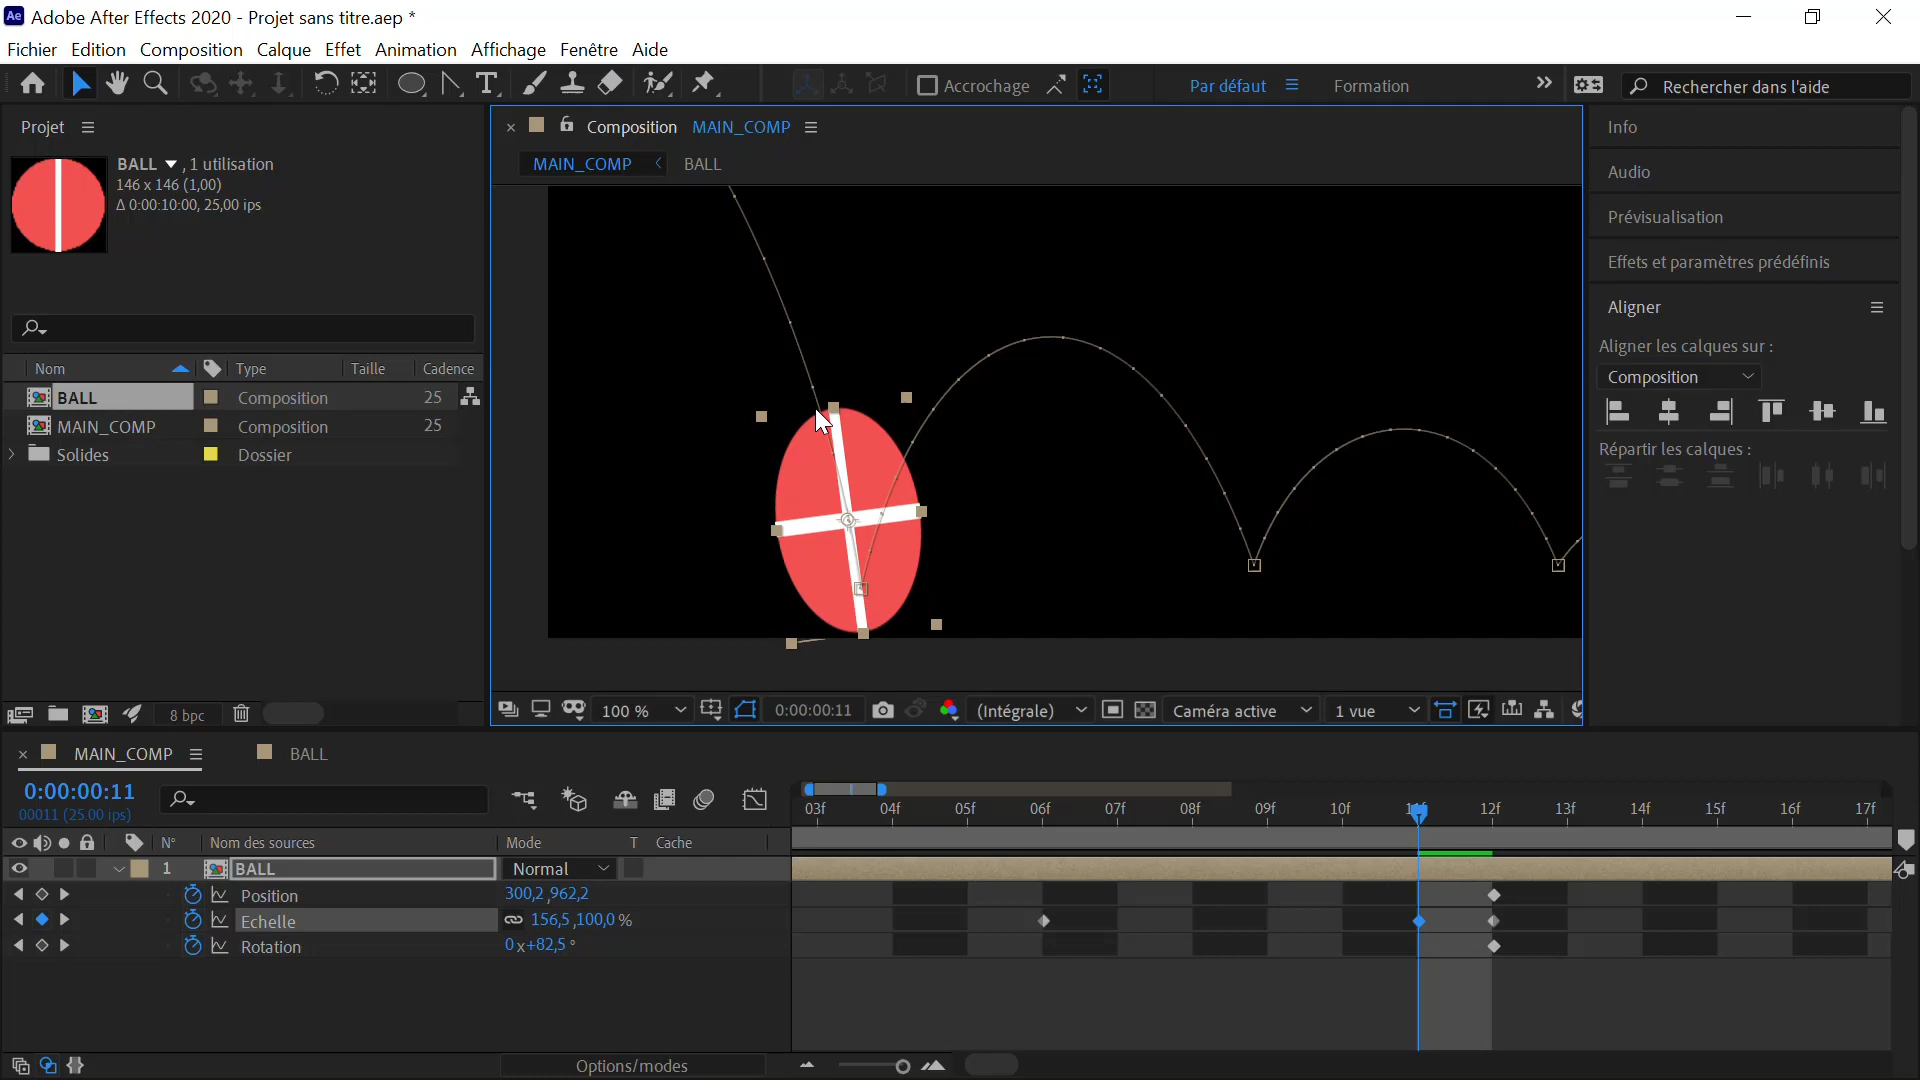 Ae Adobe After Effects 2020 - Projet sans titre.aep *
Fichier Edition Composition Calque Effet Animation Affichage Fenêtre Aide
T Accrochage Par défaut Formation Rechercher dans l'aide
Projet
BALL , 1 utilisation
146 x 146 (1,00)
Δ 0:00:10:00, 25,00 ips
Nom Type Taille Cadence
BALL Composition 25
MAIN_COMP Composition 25
Solides Dossier
8 bpc
Composition MAIN_COMP
MAIN_COMP BALL
100 % 0:00:00:11 (Intégrale) Caméra active 1 vue
Info
Audio
Prévisualisation
Effets et paramètres prédéfinis
Aligner
Aligner les calques sur :
Composition
Répartir les calques :
MAIN_COMP BALL
0:00:00:11
00011 (25.00 ips)
03f 04f 05f 06f 07f 08f 09f 10f 12f 13f 14f 15f 16f 17f
N° Nom des sources Mode T Cache
1 BALL Normal
Position 300,2 ,962,2
Echelle 156,5 ,100,0 %
Rotation 0 x+82,5 °
Options/modes